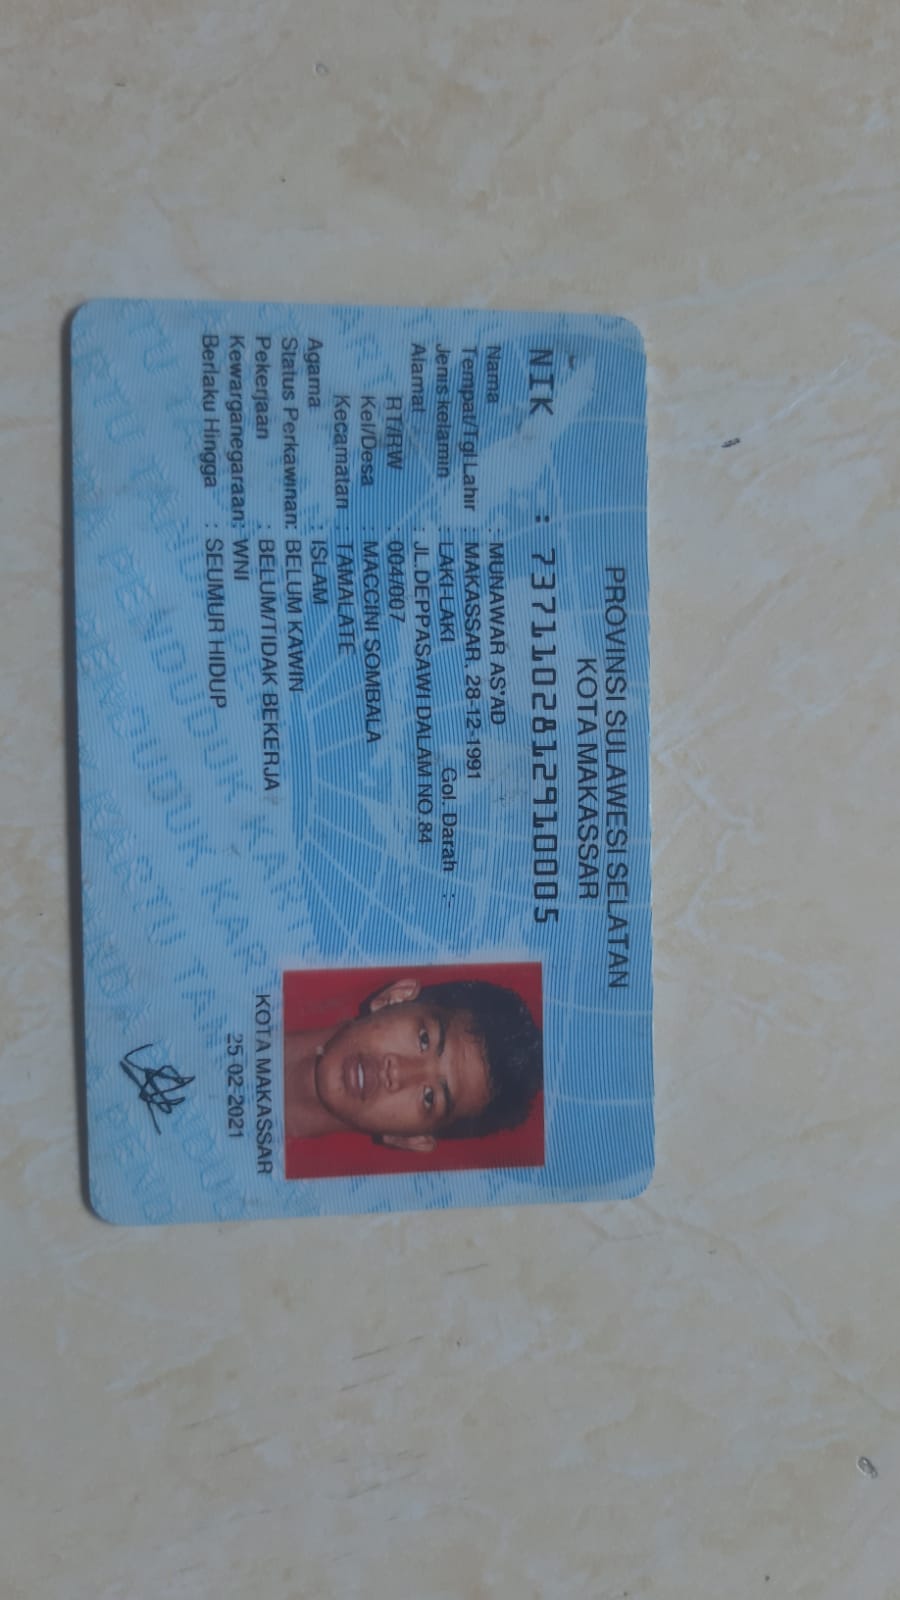 PROVINSI SULAWESI SELATAN
KOTA MAKASSAR
NIK : 7371102812910005
Nama : MUNAWAR AS'AD
Tempat/Tgl Lahir : MAKASSAR, 28-12-1991
Jenis kelamin : LAKI-LAKI Gol. Darah : -
Alamat : JL.DEPPASAWI DALAM NO.84
RT/RW : 004/007
Kel/Desa : MACCINI SOMBALA
Kecamatan : TAMALATE
Agama : ISLAM
Status Perkawinan: BELUM KAWIN
Pekerjaan : BELUM/TIDAK BEKERJA
Kewarganegaraan: WNI
Berlaku Hingga : SEUMUR HIDUP
KOTA MAKASSAR
25-02-2021